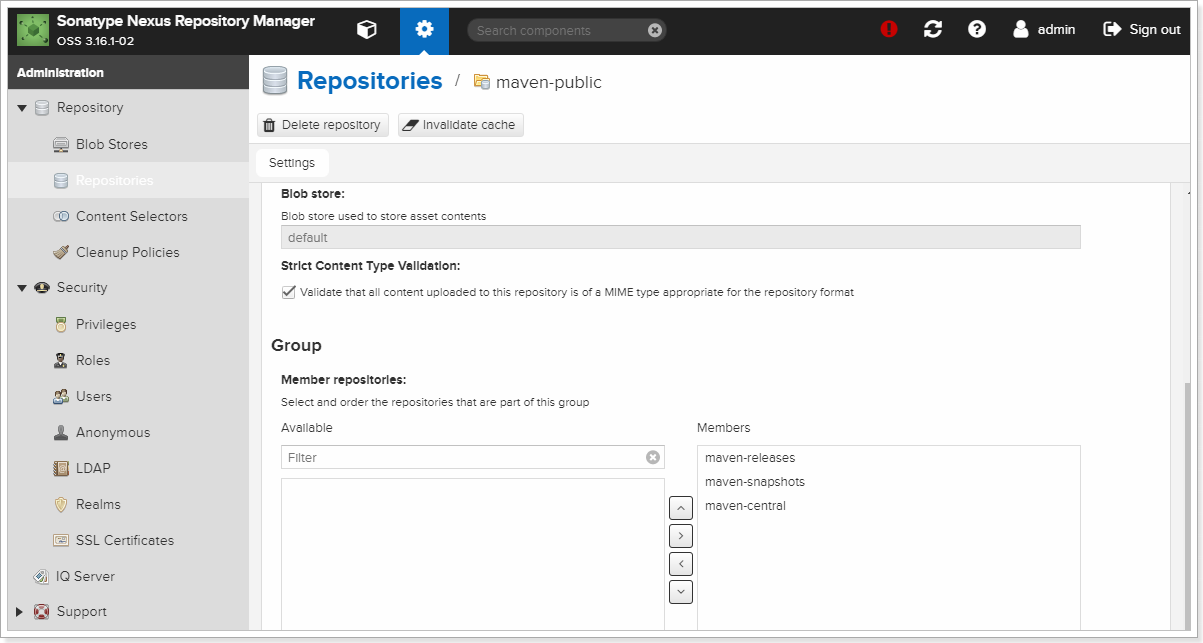 Sonatype Nexus Repository Manager
OSS 3.16.1-02
Search components
admin
Sign out
Administration
Repository
Blob Stores
Repositories
Content Selectors
Cleanup Policies
Security
Privileges
Roles
Users
Anonymous
LDAP
Realms
SSL Certificates
IQ Server
Support
Repositories / maven-public
Delete repository
Invalidate cache
Settings
Blob store:
Blob store used to store asset contents
default
Strict Content Type Validation:
Validate that all content uploaded to this repository is of a MIME type appropriate for the repository format
Group
Member repositories:
Select and order the repositories that are part of this group
Available
Filter
Members
maven-releases
maven-snapshots
maven-central